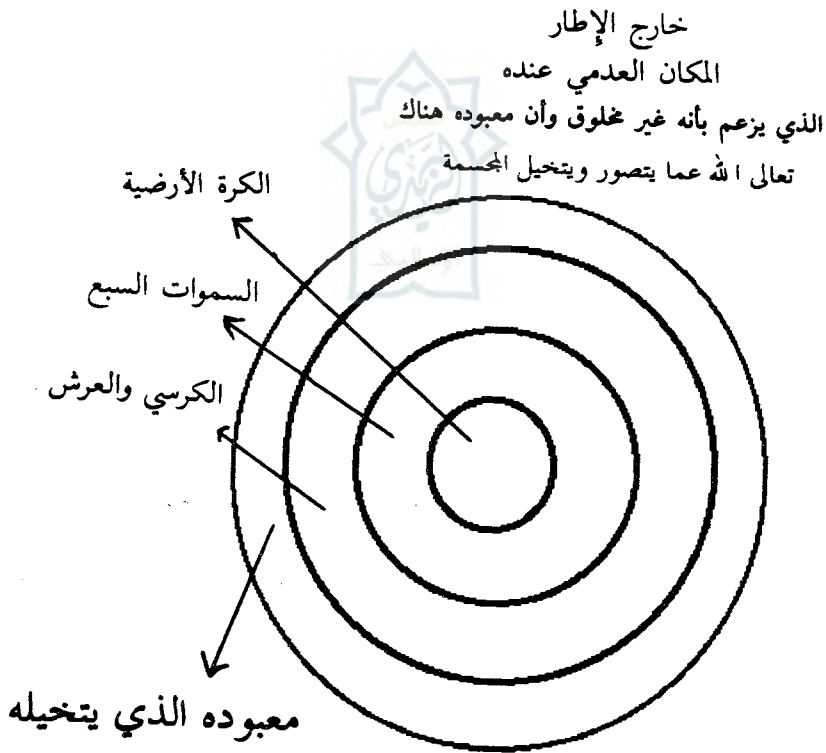 خارج الإطار
المكان العدمي عنده
الذي يزعم بأنه غير مخلوق وأن معبوده هناك
تعالى الله عما يتصور ويتخيل المجسمة
الكرة الأرضية
السموات السبع
الكرسي والعرش
معبوده الذي يتخيله